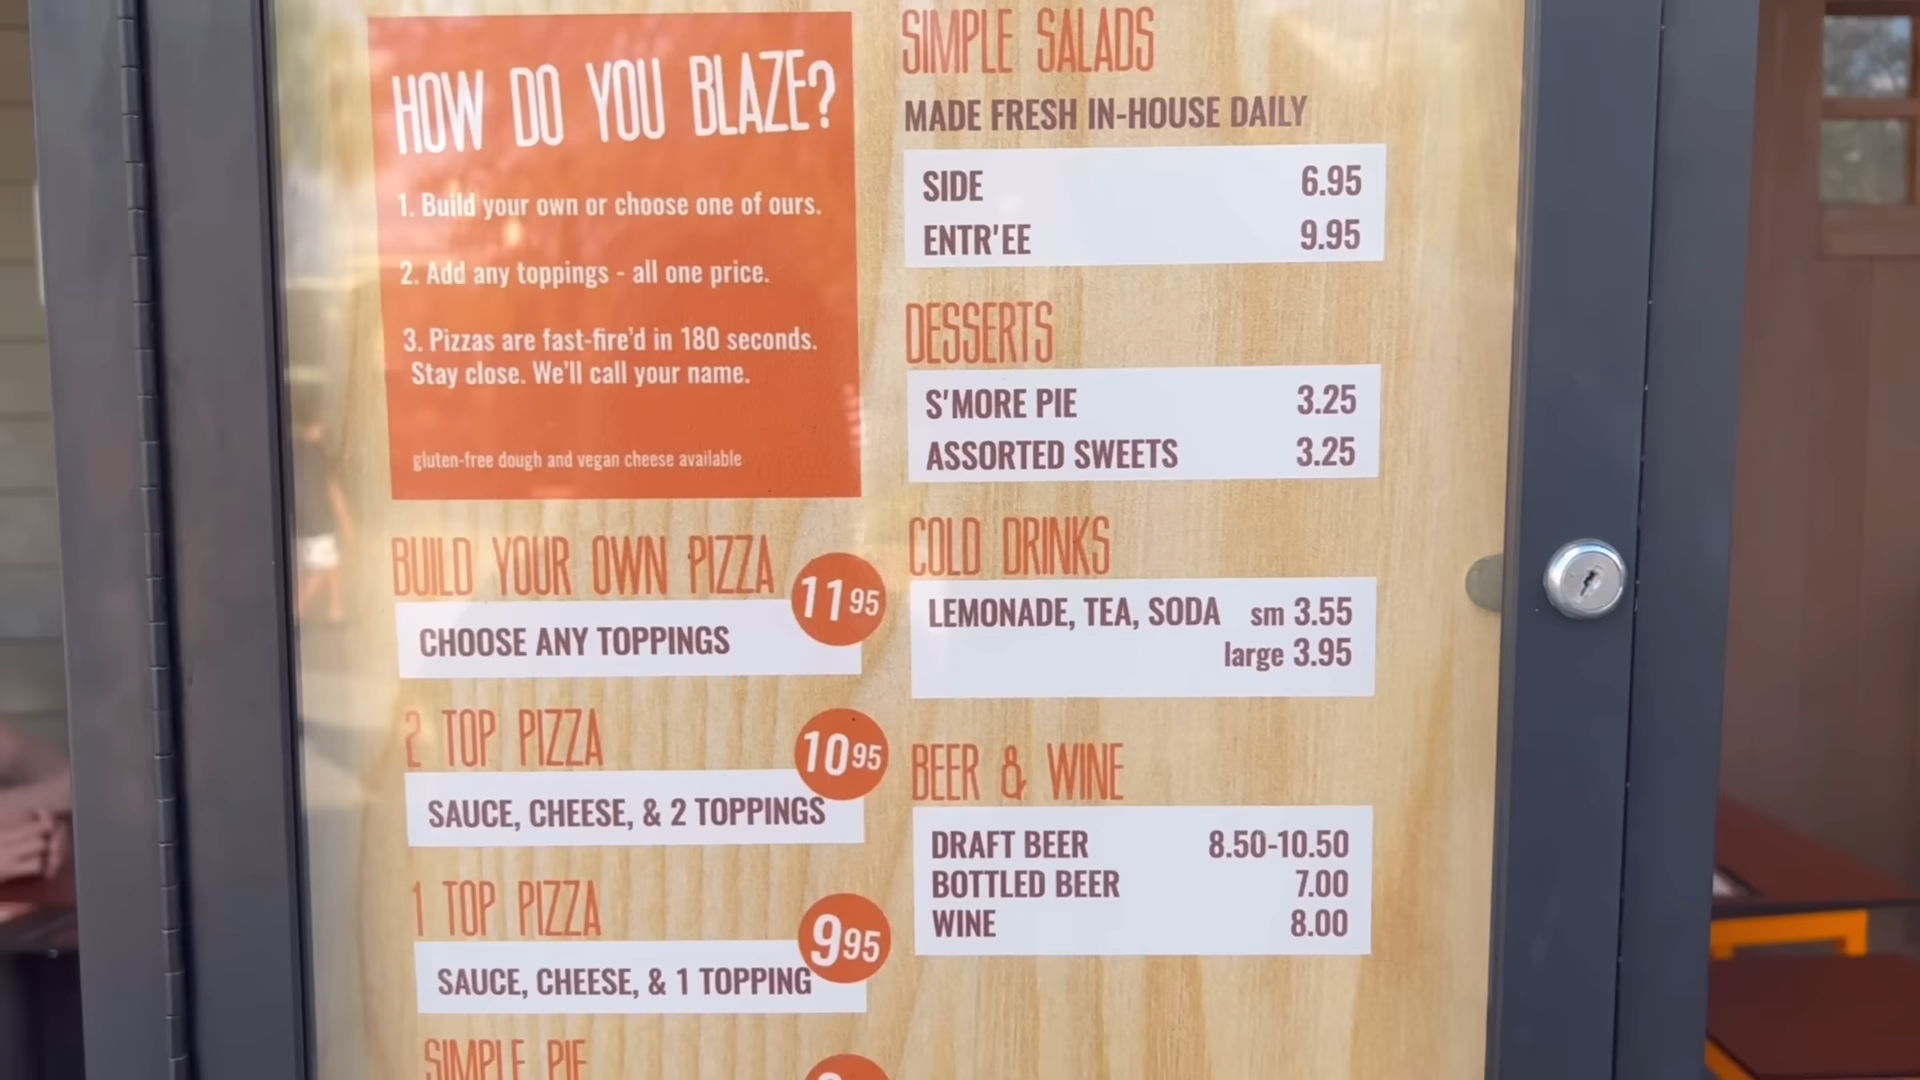 HOW DO YOU BLAZE?
1. Build your own or choose one of ours.
2. Add any toppings - all one price.
3. Pizzas are fast-fire'd in 180 seconds.
Stay close. We'll call your name.
gluten-free dough and vegan cheese available
BUILD YOUR OWN PIZZA
1195
CHOOSE ANY TOPPINGS
2 TOP PIZZA
1095
SAUCE, CHEESE, & 2 TOPPINGS
1 TOP PIZZA
995
SAUCE, CHEESE, & 1 TOPPING
SIMPLE PIE
SIMPLE SALADS
MADE FRESH IN-HOUSE DAILY
SIDE 6.95
ENTR'EE 9.95
DESSERTS
S'MORE PIE 3.25
ASSORTED SWEETS 3.25
COLD DRINKS
LEMONADE, TEA, SODA sm 3.55
large 3.95
BEER & WINE
DRAFT BEER 8.50-10.50
BOTTLED BEER 7.00
WINE 8.00